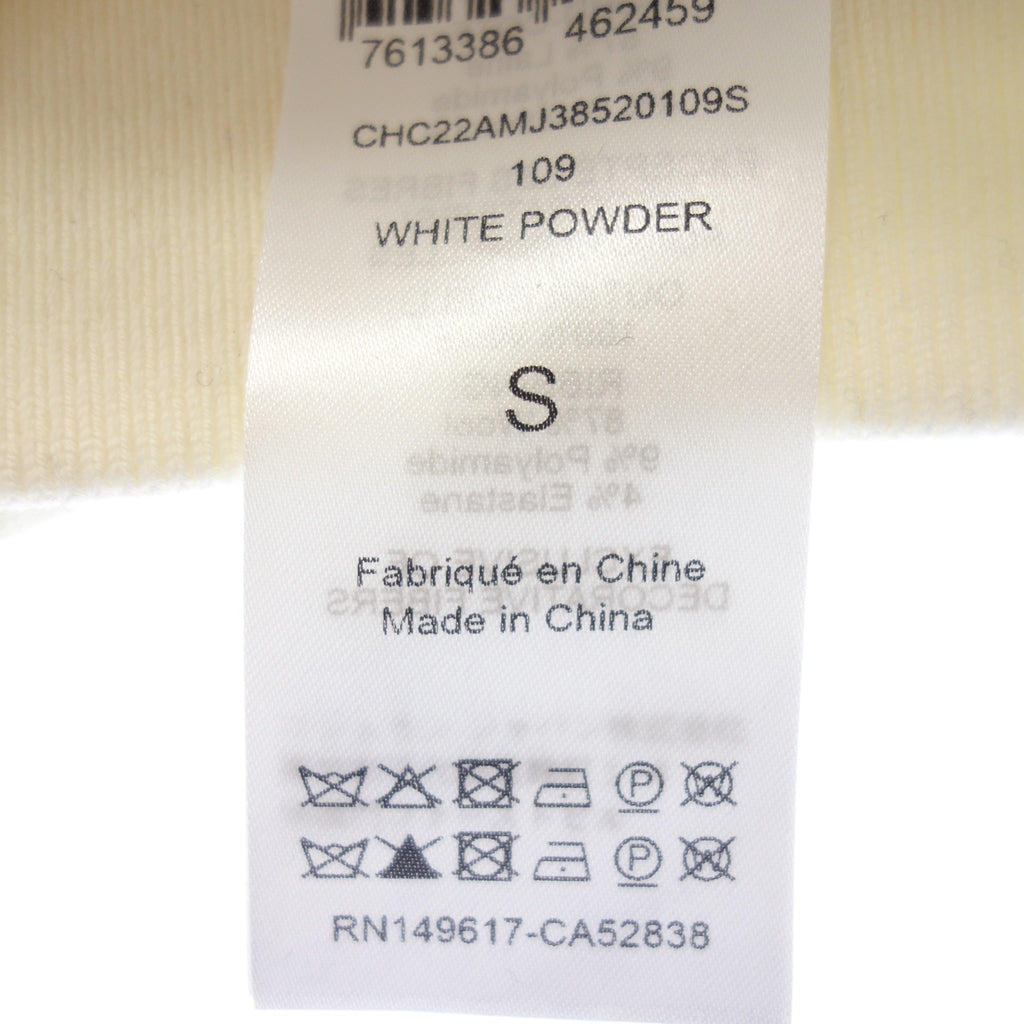 7613386 462459
CHC22AMJ38520109S
109
WHITE POWDER
S
Fabriqué en Chine
Made in China
RN149617-CA52838